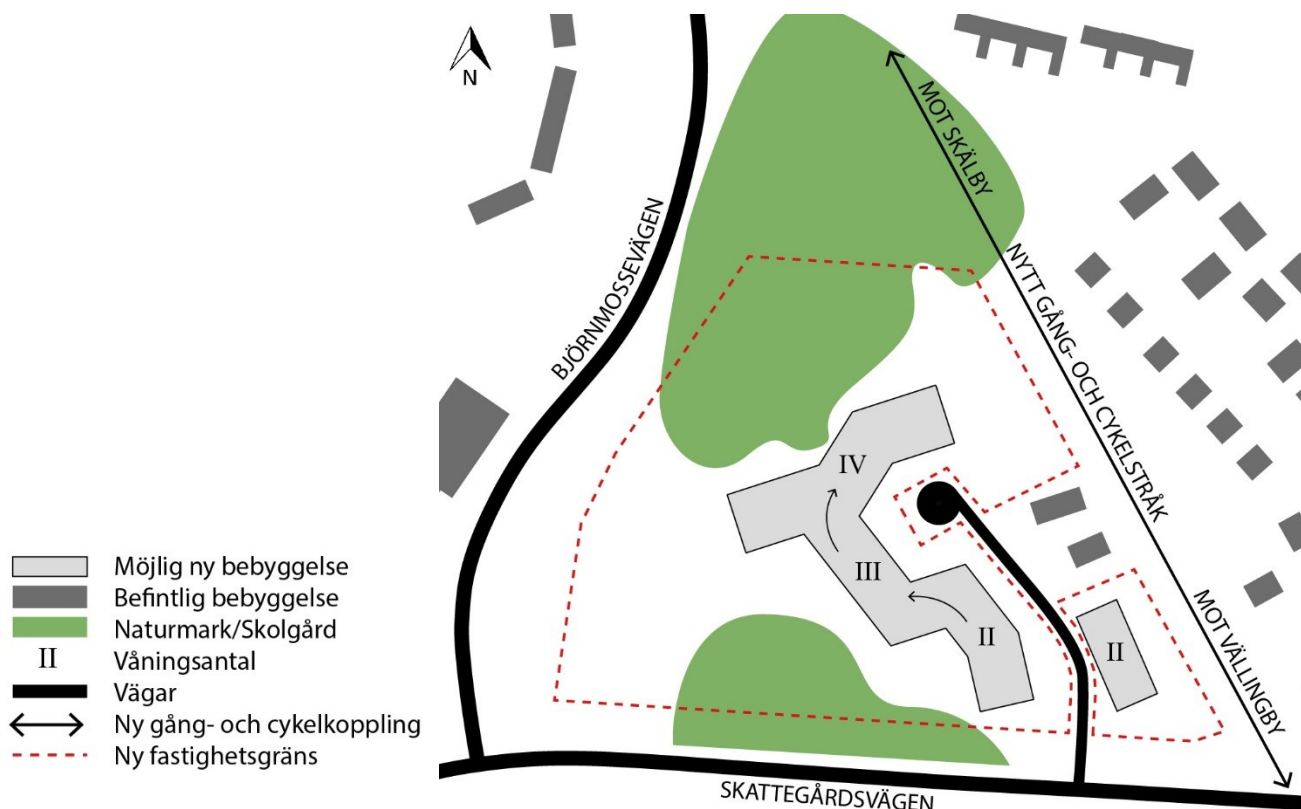 N
MOT SKÄLBY
BJÖRNMOSSEVÄGEN
NYTT GÅNG- OCH CYKELSTRÅK
IV
III
II
II
MOT VÄLLINGBY
SKATTEGÅRDSVÄGEN
Möjlig ny bebyggelse
Befintlig bebyggelse
Naturmark/Skolgård
II Våningsantal
Vägar
Ny gång- och cykelkoppling
Ny fastighetsgräns